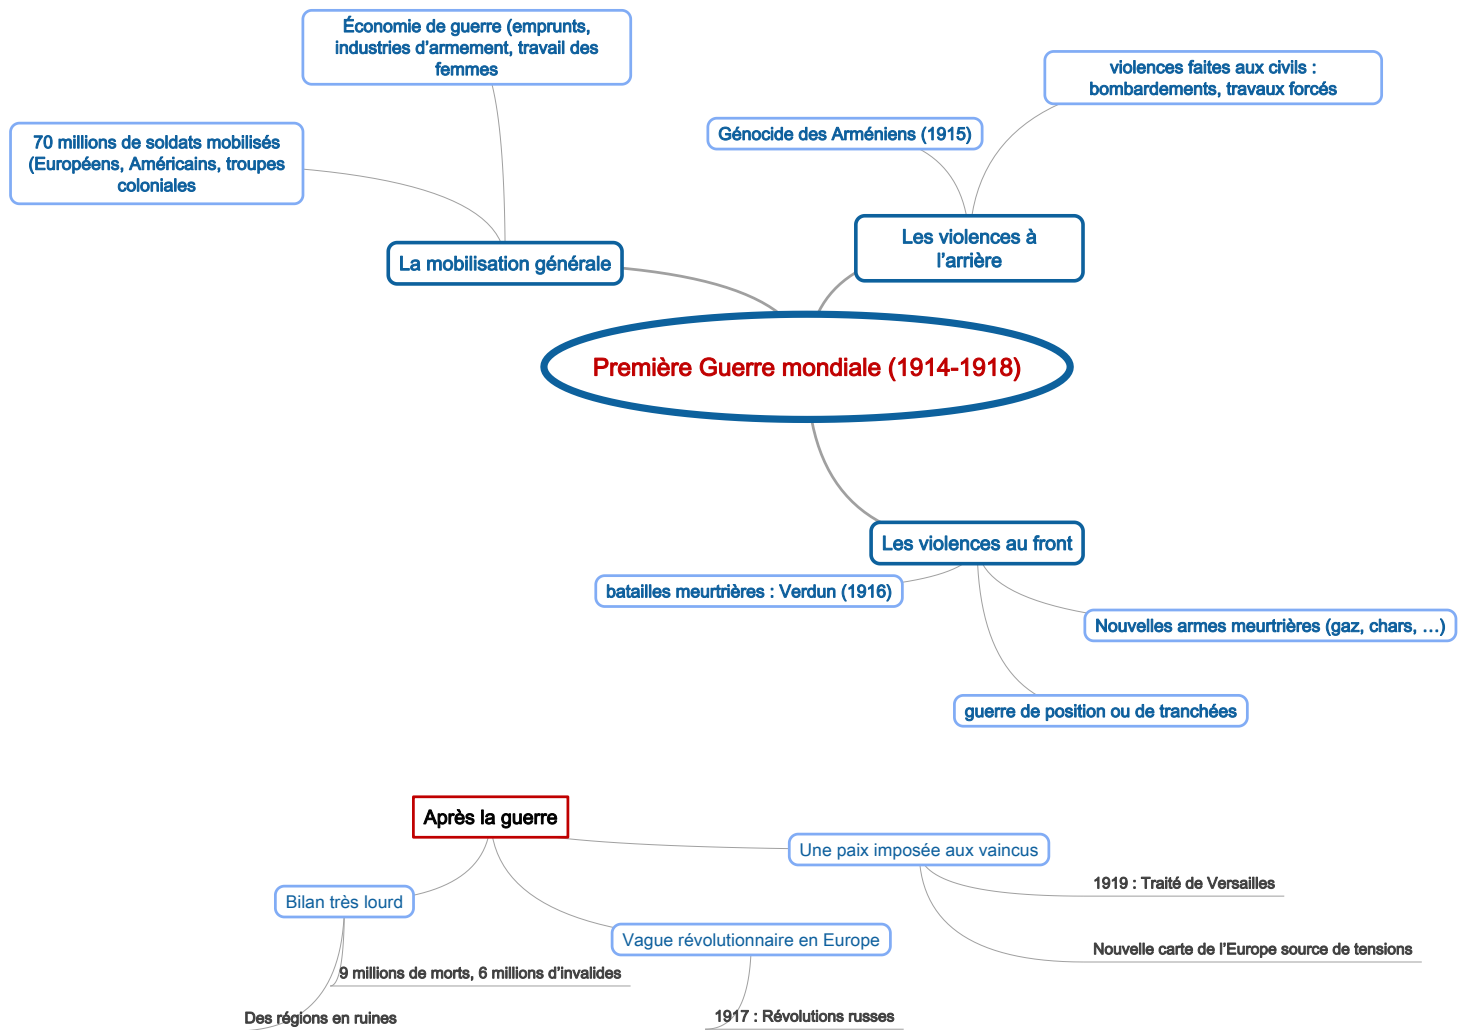 Économie de guerre (emprunts,
industries d’armement, travail des
femmes
violences faites aux civils :
bombardements, travaux forcés
70 millions de soldats mobilisés
(Européens, Américains, troupes
coloniales
Génocide des Arméniens (1915)
La mobilisation générale
Les violences à
l’arrière
Première Guerre mondiale (1914-1918)
Les violences au front
batailles meurtrières : Verdun (1916)
Nouvelles armes meurtrières (gaz, chars, …)
guerre de position ou de tranchées
Après la guerre
Une paix imposée aux vaincus
1919 : Traité de Versailles
Nouvelle carte de l’Europe source de tensions
Bilan très lourd
9 millions de morts, 6 millions d’invalides
Des régions en ruines
Vague révolutionnaire en Europe
1917 : Révolutions russes